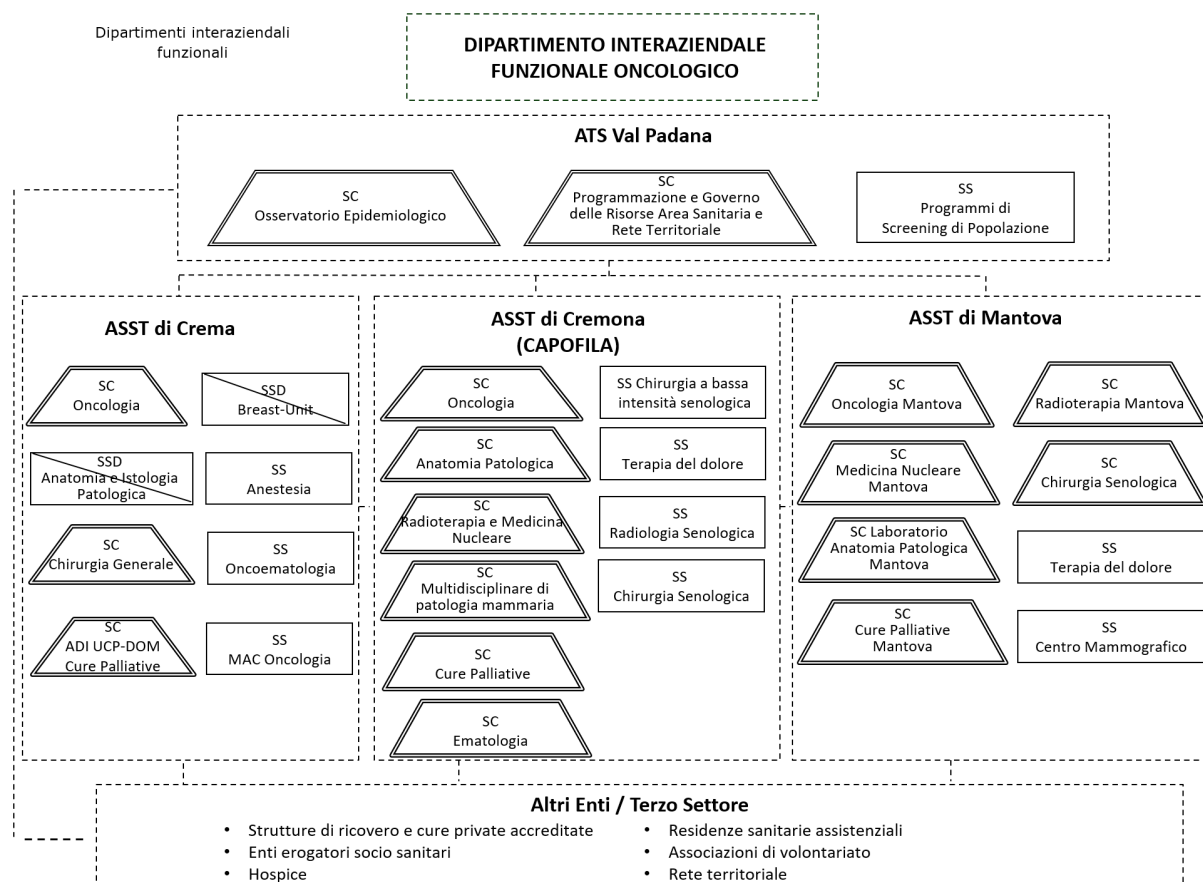 Dipartimenti interaziendali
funzionali
DIPARTIMENTO INTERAZIENDALE
FUNZIONALE ONCOLOGICO
ATS Val Padana
SC
Osservatorio Epidemiologico
SC
Programmazione e Governo
delle Risorse Area Sanitaria e
Rete Territoriale
SS
Programmi di
Screening di Popolazione
ASST di Crema
SC
Oncologia
SSD
Breast-Unit
SSD
Anatomia e Istologia
Patologica
SS
Anestesia
SC
Chirurgia Generale
SS
Oncoematologia
SC
ADI UCP-DOM
Cure Palliative
SS
MAC Oncologia
ASST di Cremona
(CAPOFILA)
SC
Oncologia
SS Chirurgia a bassa
intensità senologica
SC
Anatomia Patologica
SS
Terapia del dolore
SC
Radioterapia e Medicina
Nucleare
SS
Radiologia Senologica
SC
Multidisciplinare di
patologia mammaria
SS
Chirurgia Senologica
SC
Cure Palliative
SC
Ematologia
ASST di Mantova
SC
Oncologia Mantova
SC
Radioterapia Mantova
SC
Medicina Nucleare
Mantova
SC
Chirurgia Senologica
SC Laboratorio
Anatomia Patologica
Mantova
SS
Terapia del dolore
SC
Cure Palliative
Mantova
SS
Centro Mammografico
Altri Enti / Terzo Settore
• Strutture di ricovero e cure private accreditate
• Enti erogatori socio sanitari
• Hospice
• Residenze sanitarie assistenziali
• Associazioni di volontariato
• Rete territoriale